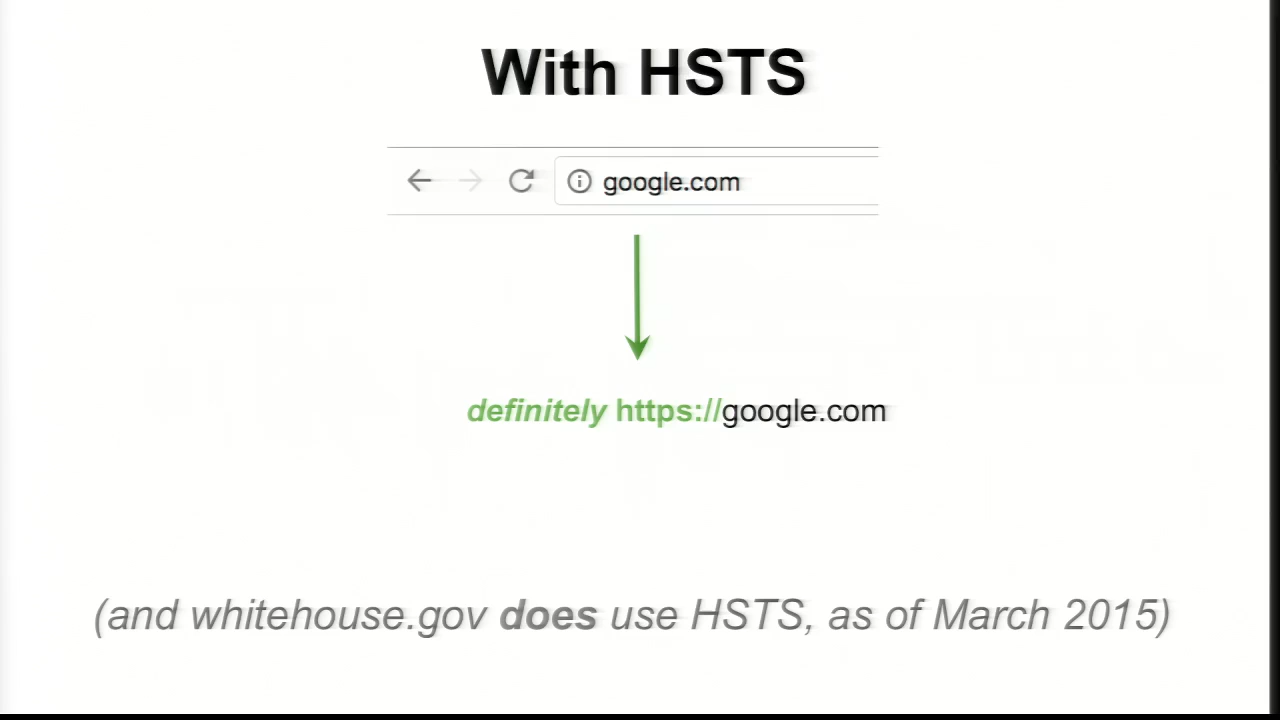 With HSTS
google.com
definitely https://google.com
(and whitehouse.gov does use HSTS, as of March 2015)